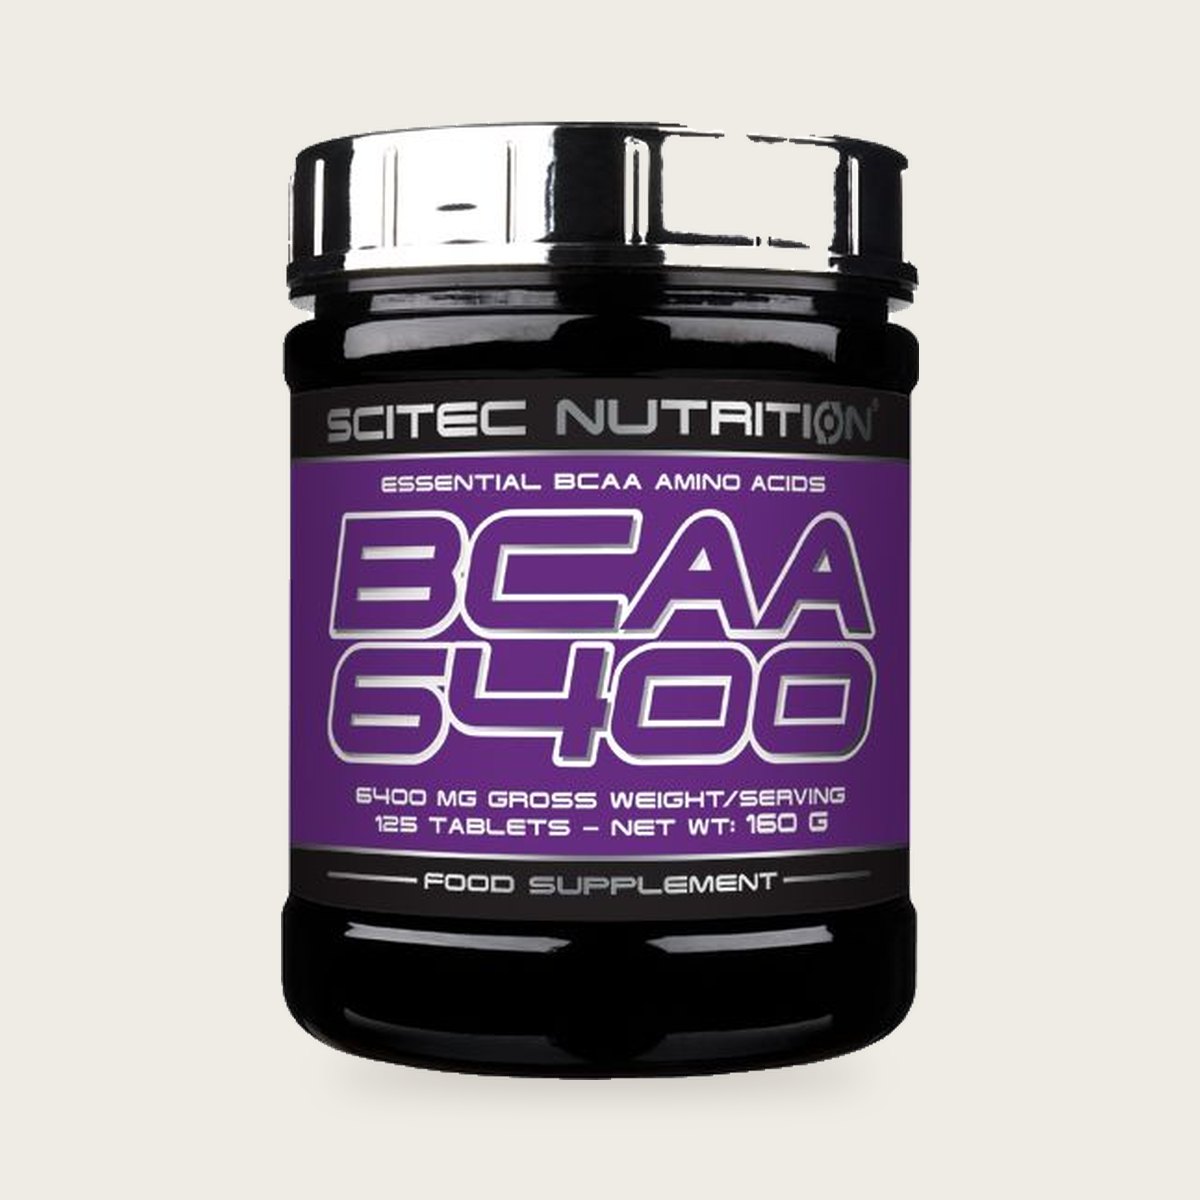 SCITEC NUTRITION®
ESSENTIAL BCAA AMINO ACIDS
BCAA
6400
6400 MG GROSS WEIGHT/SERVING
125 TABLETS – NET WT: 160 G
FOOD SUPPLEMENT